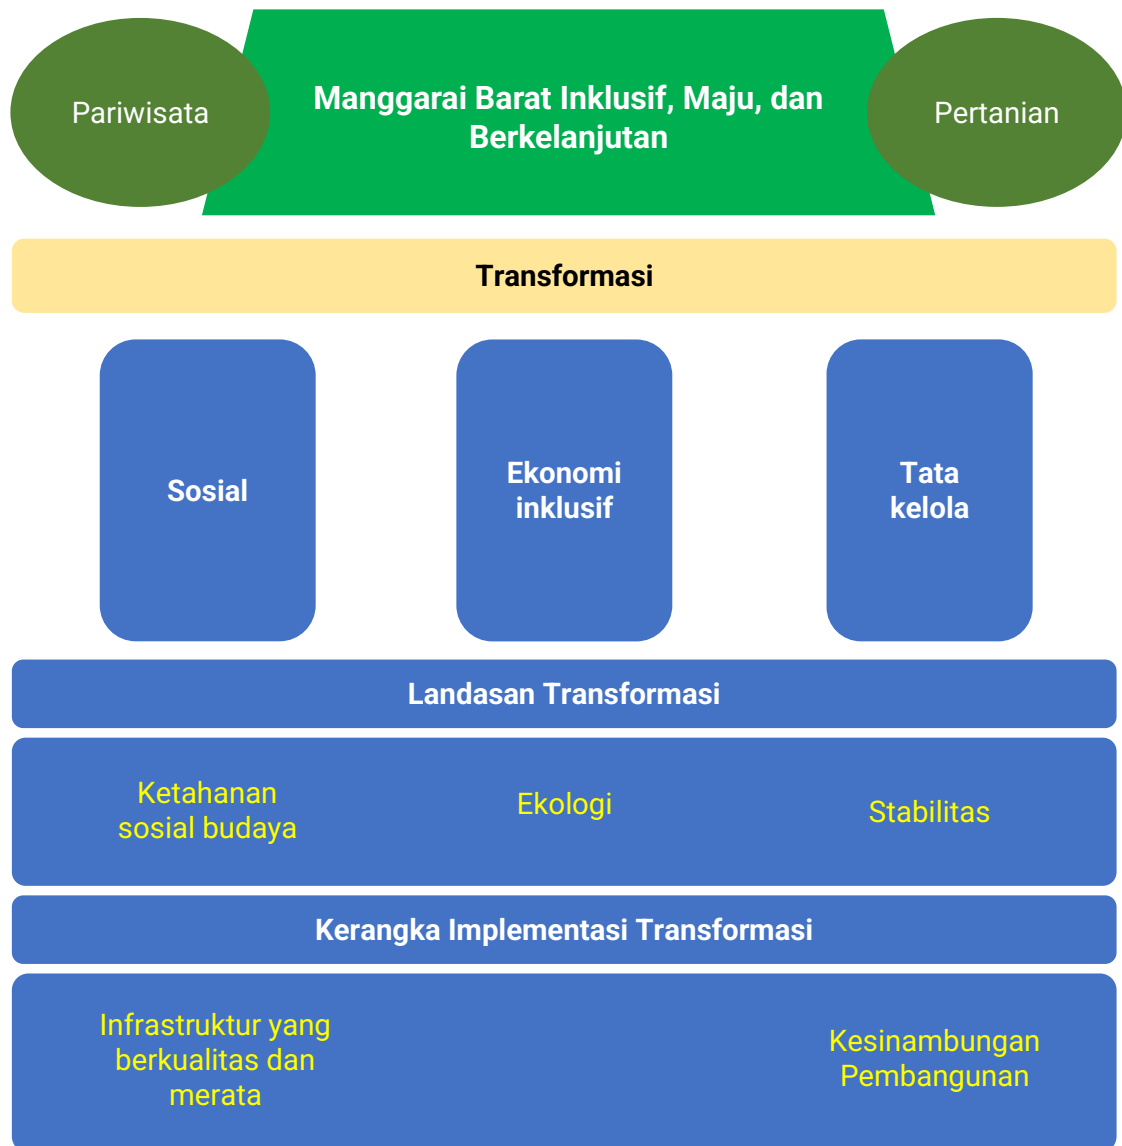 Pariwisata
Manggarai Barat Inklusif, Maju, dan
Berkelanjutan
Pertanian
Transformasi
Sosial
Ekonomi
inklusif
Tata
kelola
Landasan Transformasi
Ketahanan
sosial budaya
Ekologi
Stabilitas
Kerangka Implementasi Transformasi
Infrastruktur yang
berkualitas dan
merata
Kesinambungan
Pembangunan